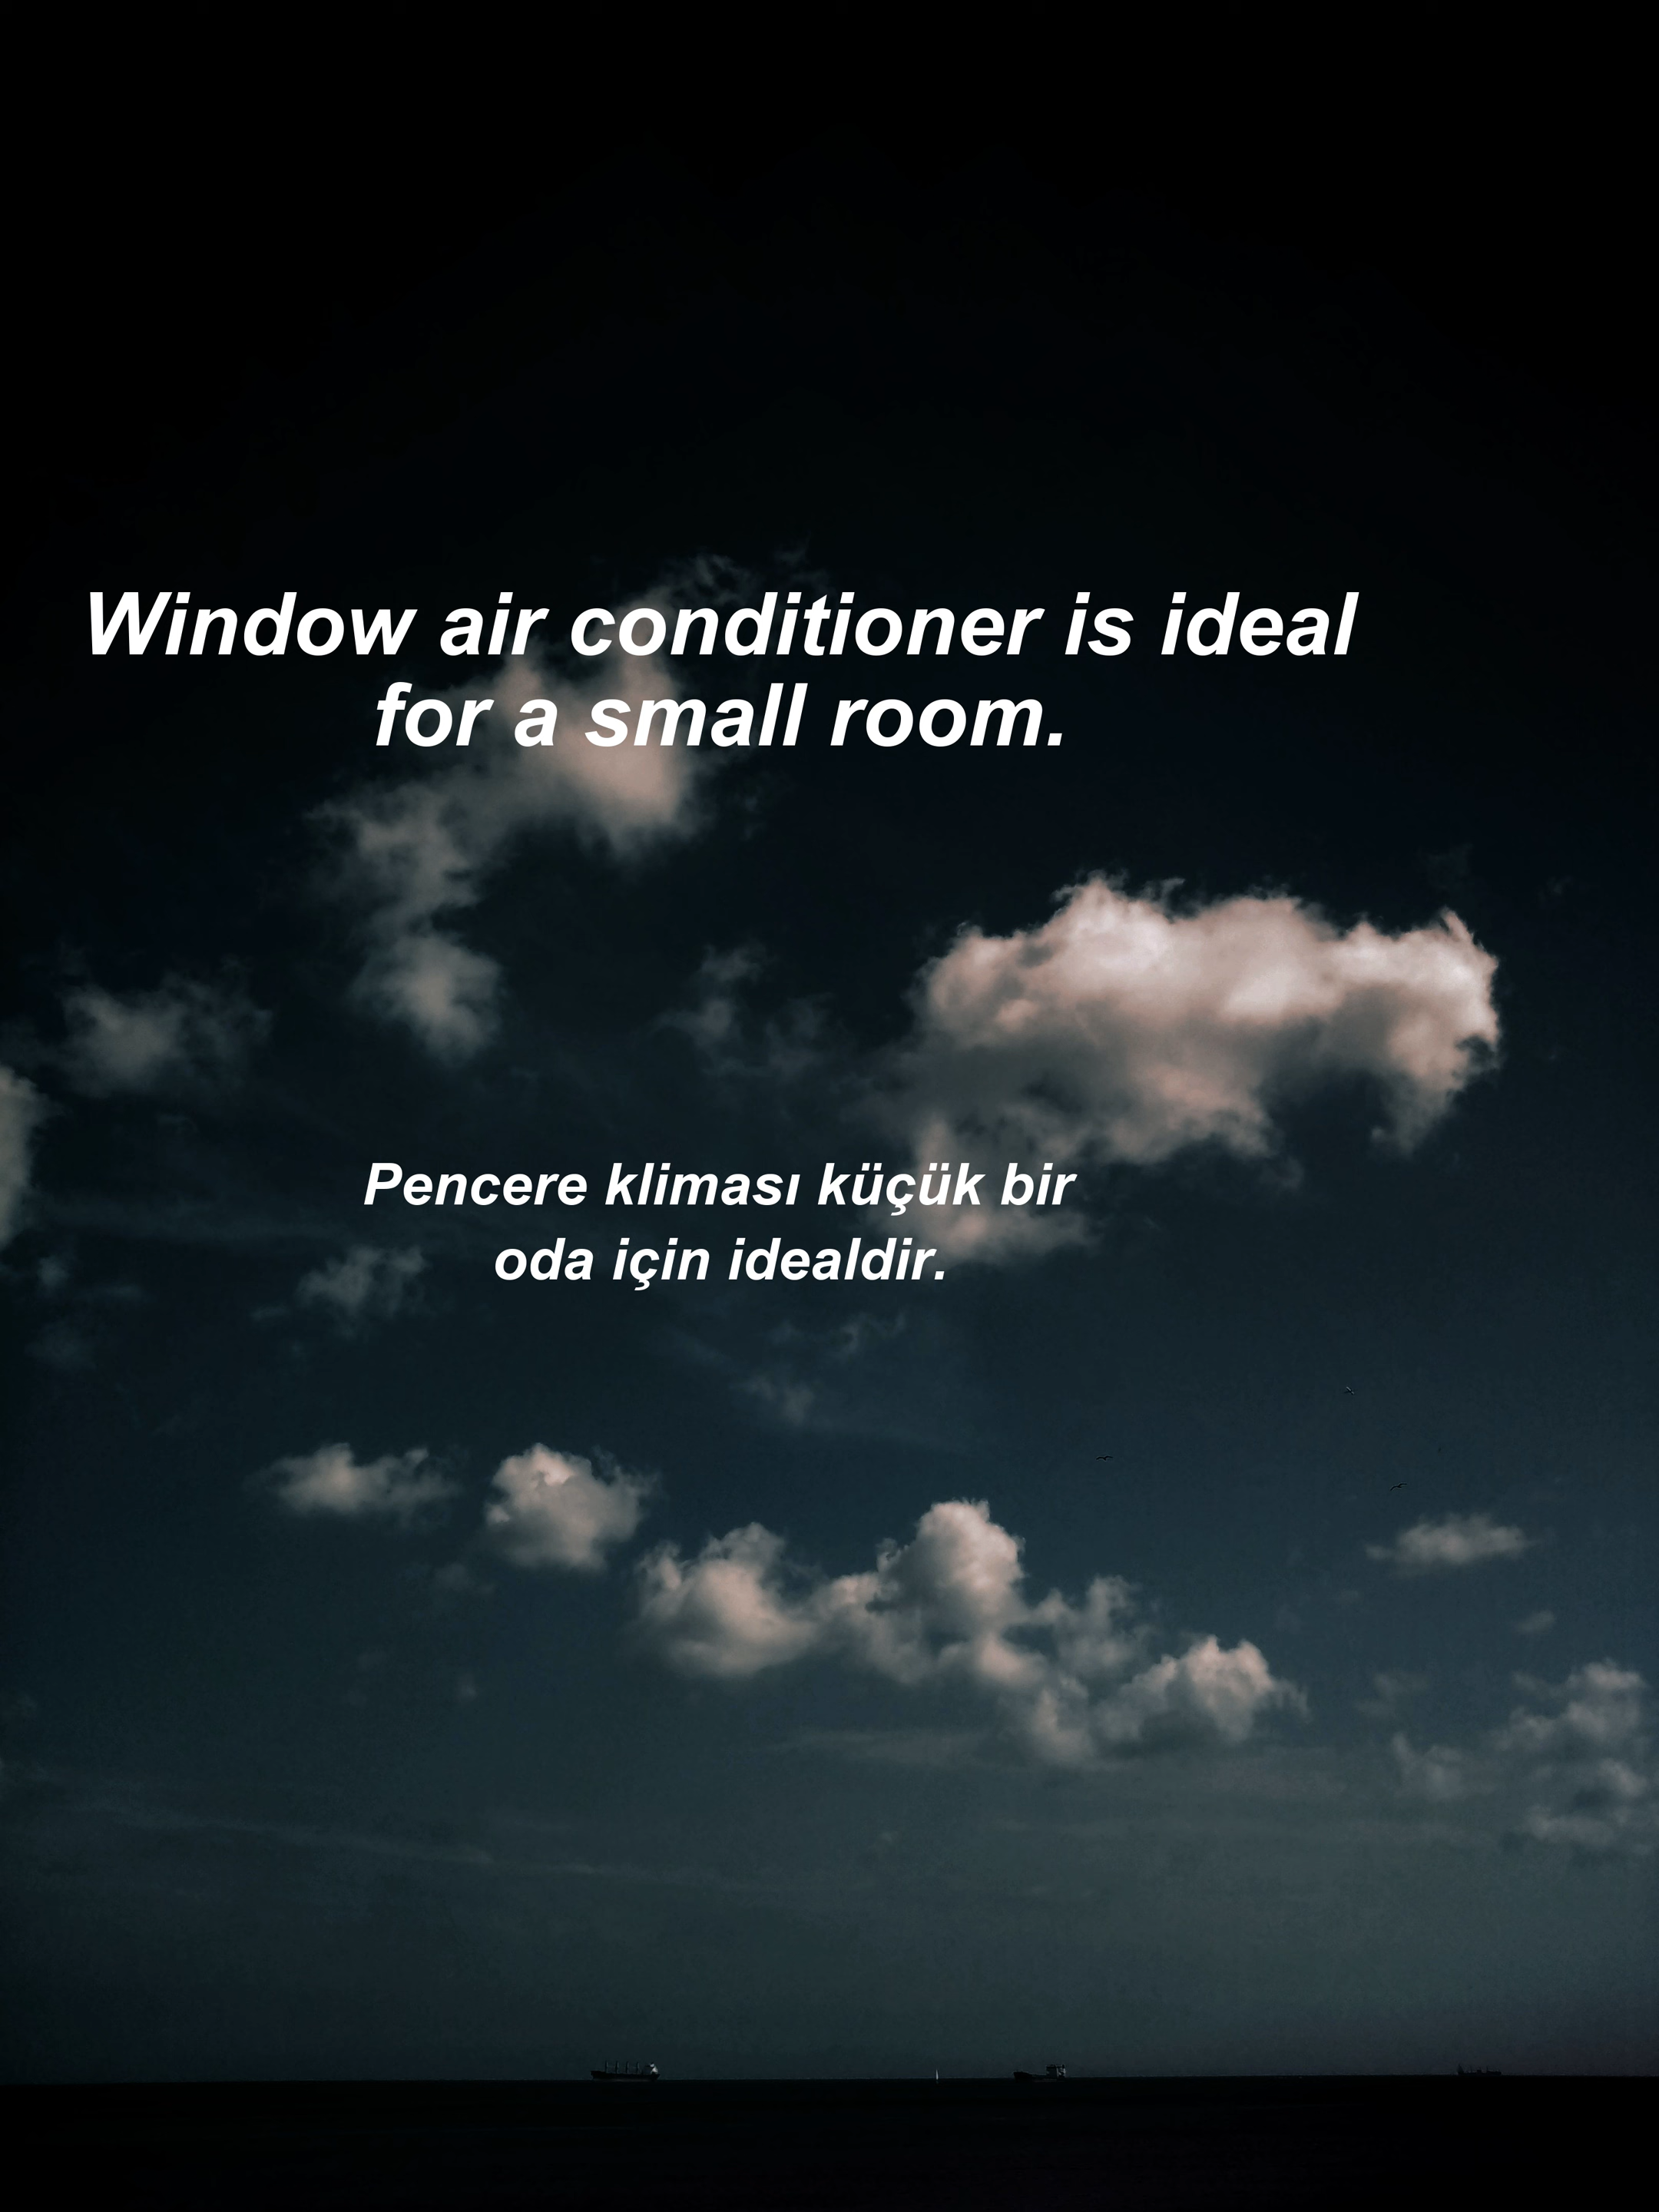 Window air conditioner is ideal
for a small room.
Pencere kliması küçük bir
oda için idealdir.